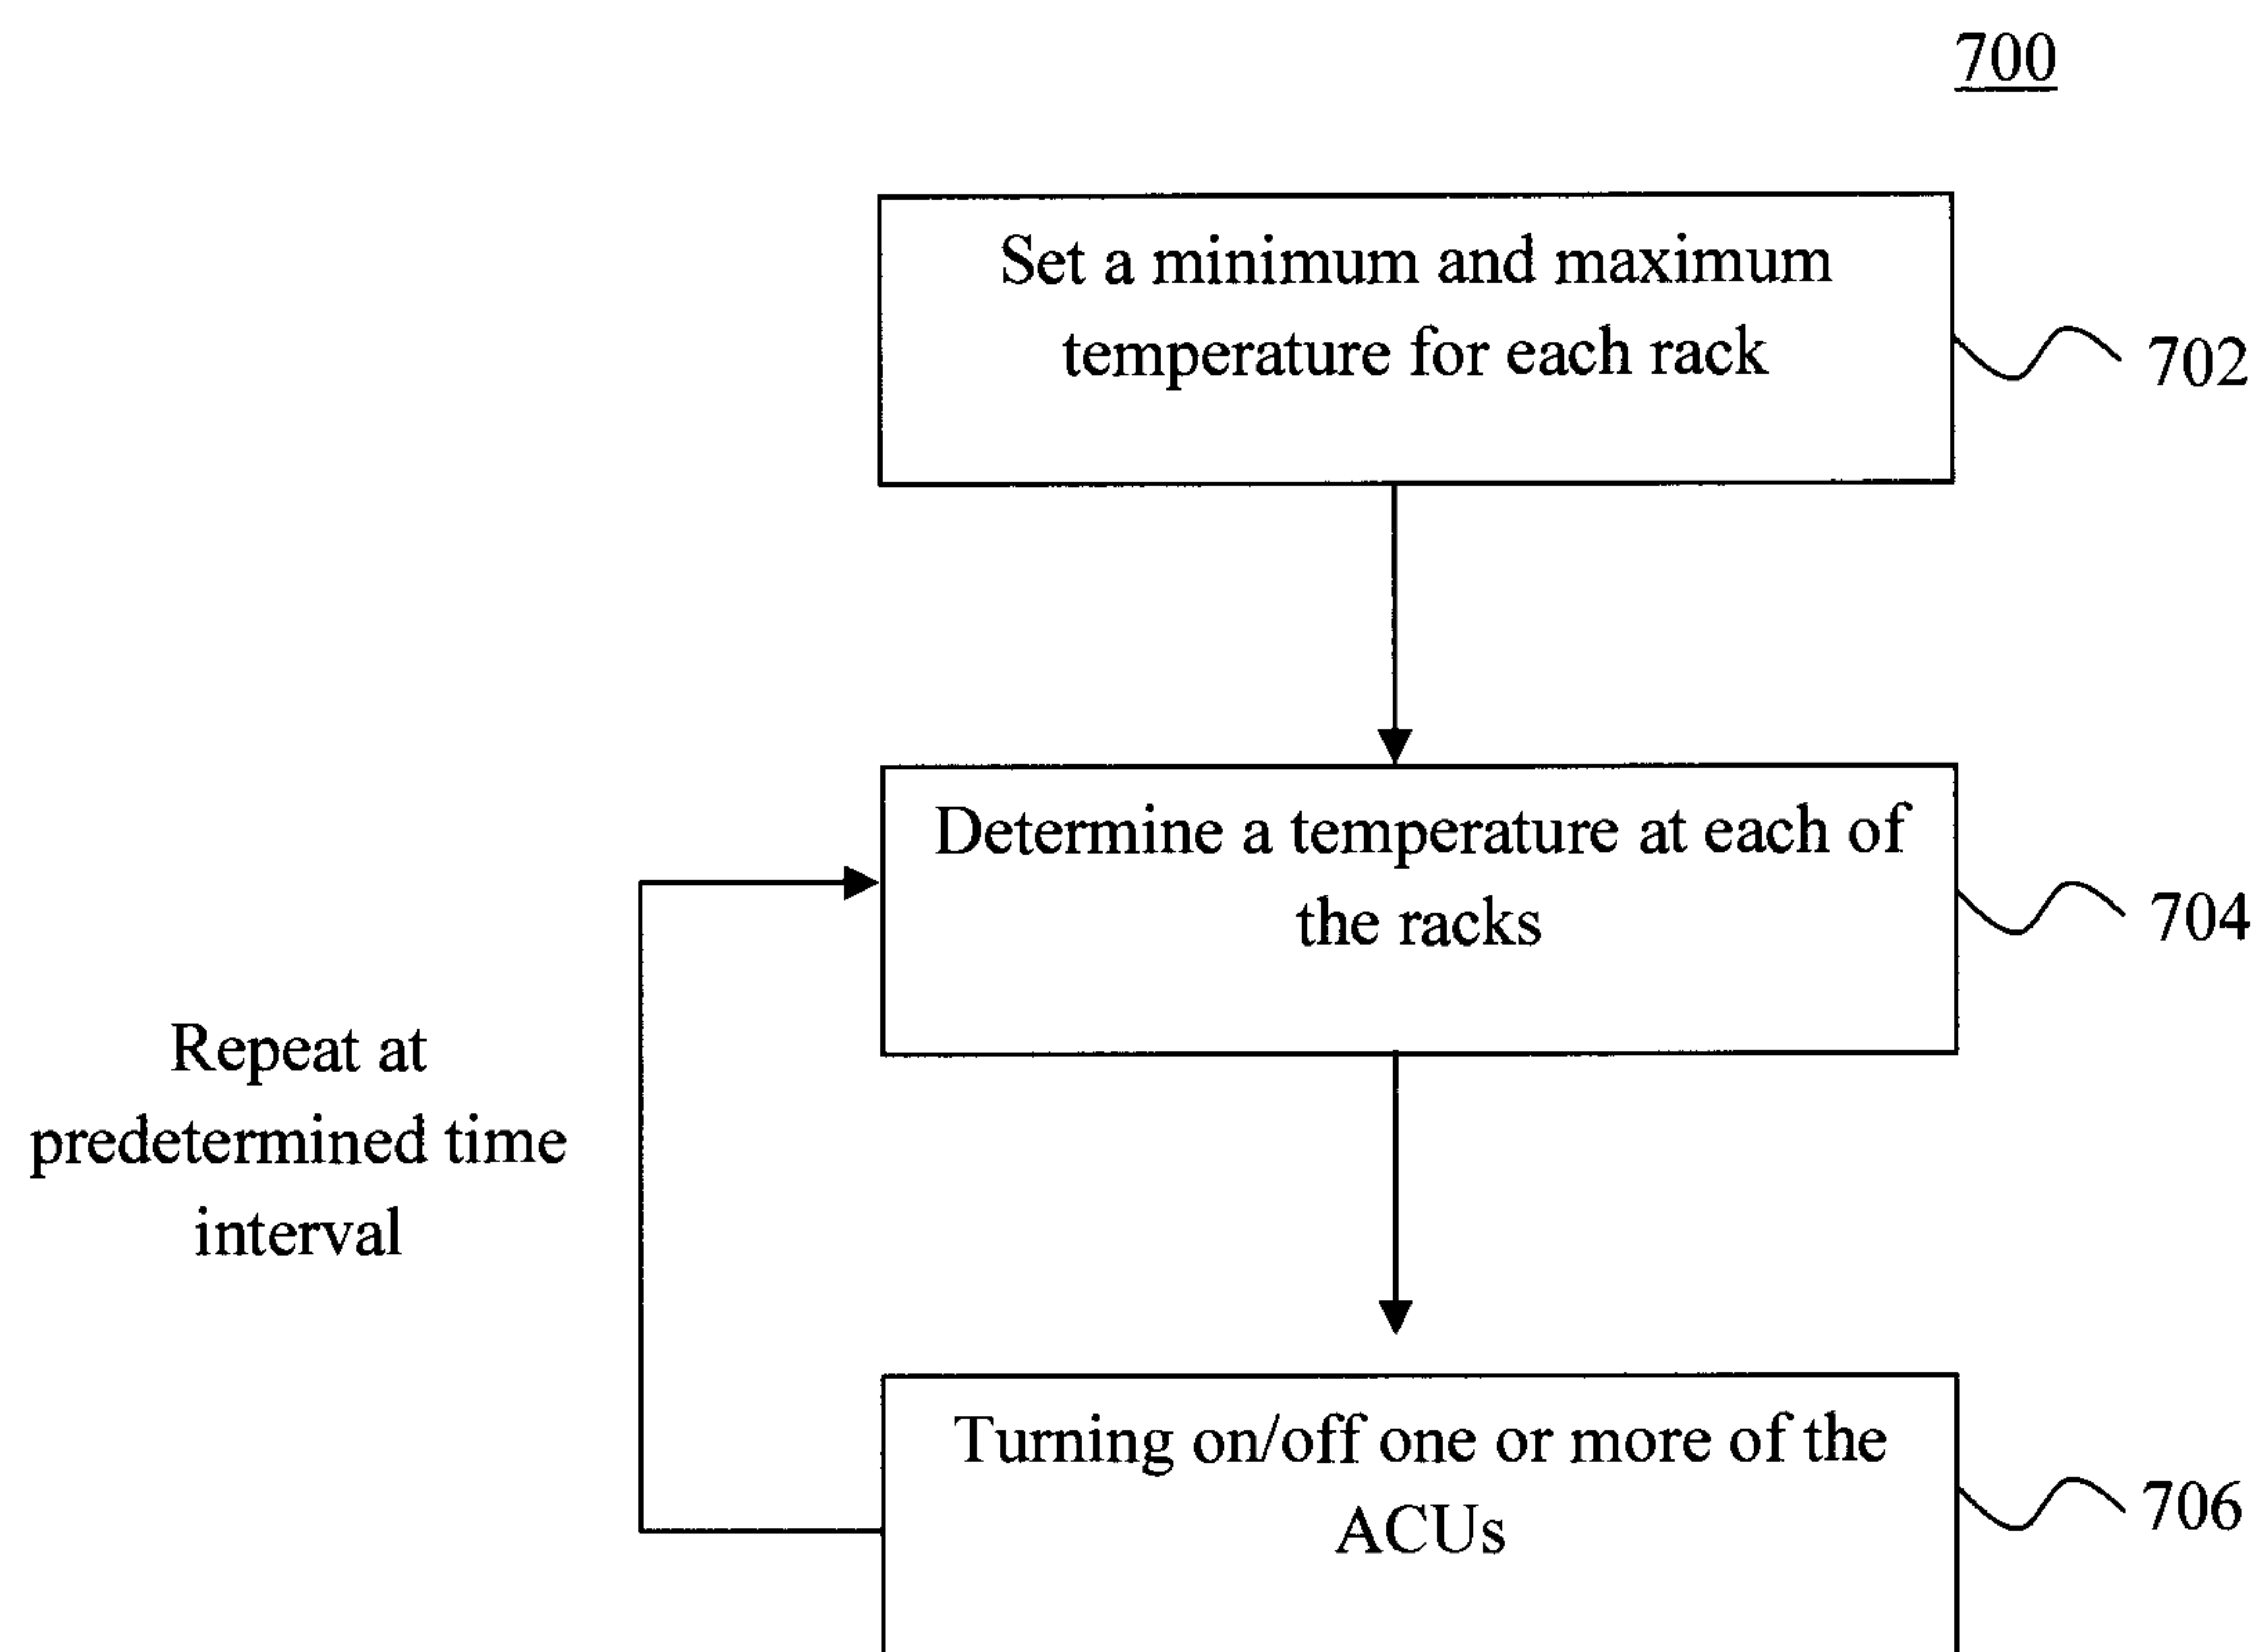 700
Set a minimum and maximum
temperature for each rack
702
Determine a temperature at each of
the racks
704
Repeat at
predetermined time
interval
Turning on/off one or more of the
ACUs
706